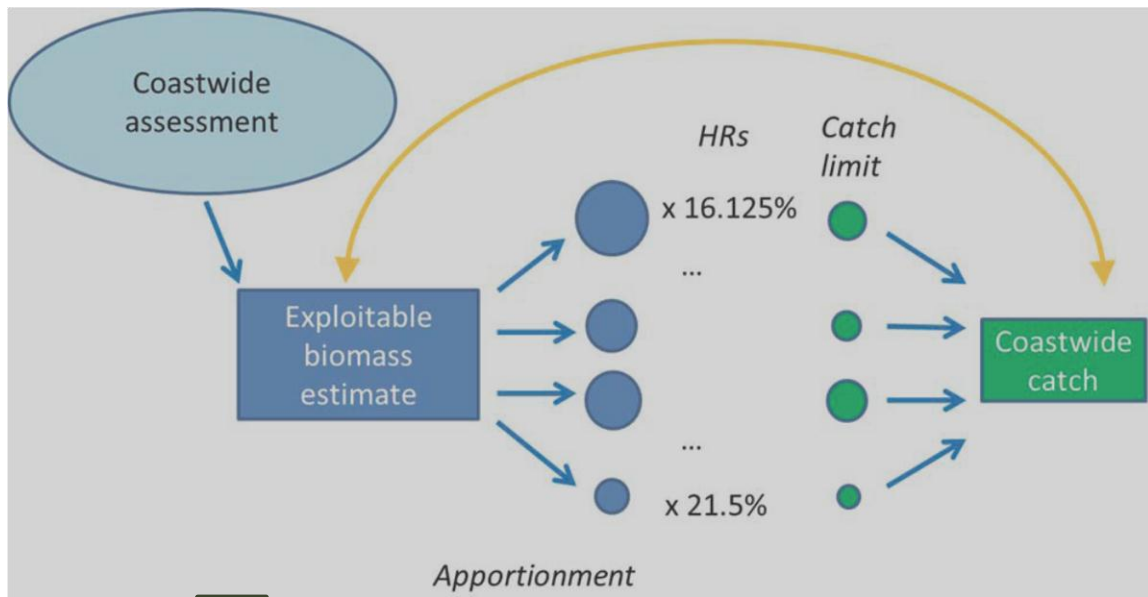 Coastwide
assessment
HRs
Catch
limit
x 16.125%
...
Exploitable
biomass
estimate
Coastwide
catch
...
x 21.5%
Apportionment